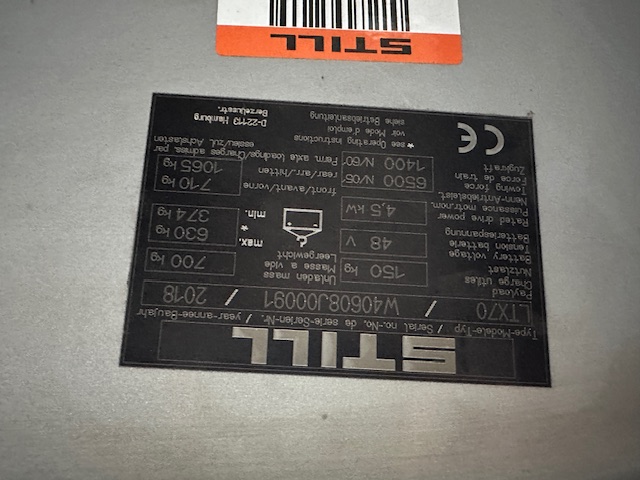 STILL
Type-Modele-Typ / Serial no.-No. de serie-Serien-Nr. / year-annee-Baujahr
LTX70 / W40608J00091 / 2018
Payload
Charge utiles
Nutzlast
150 kg
Unladen mass
Masse a vide
Leergewicht
700 kg
Battery voltage
Tension batterie
Batteriespannung
48 V
max. 630 kg
*
min. 374 kg
Rated drive power
Puissance motr.nom.
Nenn-Antriebsleist.
4,5 kW
Towing force
Force de train
Zugkraft
6500 N/05'
1400 N/60'
front/avant/vorne 710 kg
rear/arr./hinten 1065 kg
Perm. axle loadings/Charges admiss. par
essieu/zul. Achslasten
CE
* see Operating instructions
voir Mode d'emploi
siehe Betriebsanleitung
Berzeliusstr.
D-22113 Hamburg
STILL